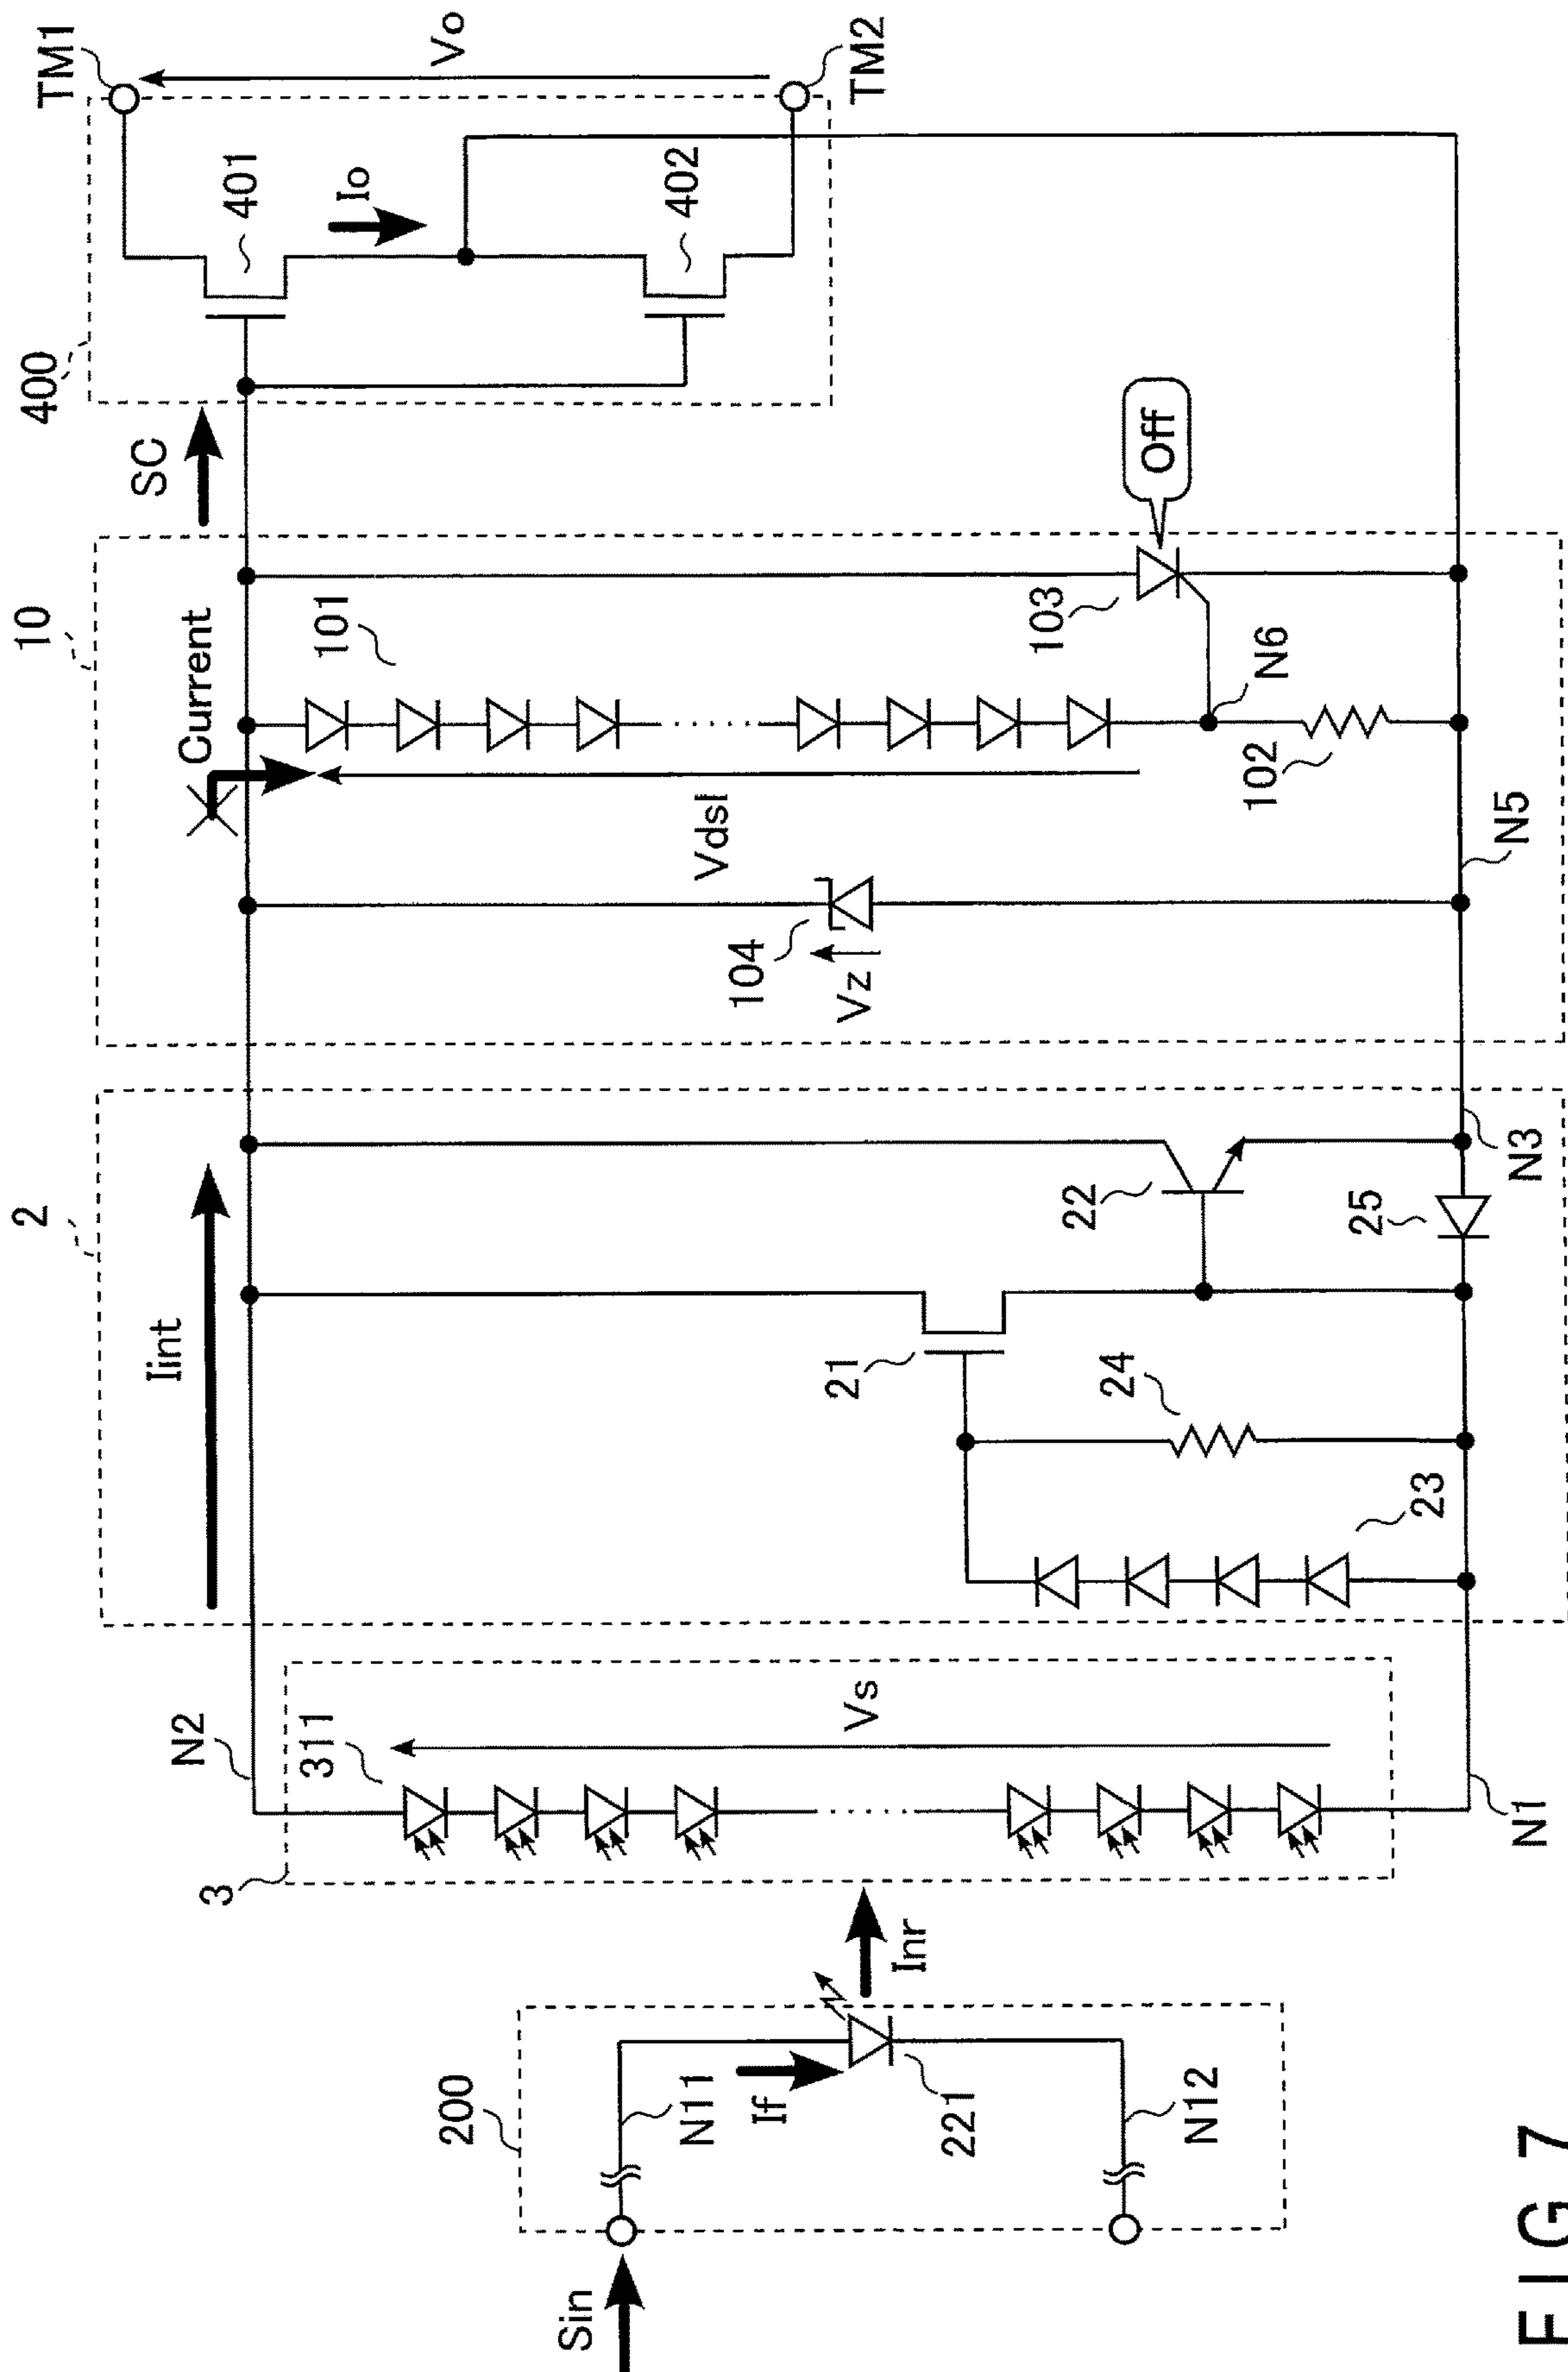 TM1
Vo
TM2
401
Io
402
400
SC
Off
10
Current
101
103
N6
102
Vdsl
104
Vz
N5
2
Iint
22
25
N3
21
24
23
N2
311
Vs
3
N1
Inr
200
N11
If
221
N12
Sin
FIG 7